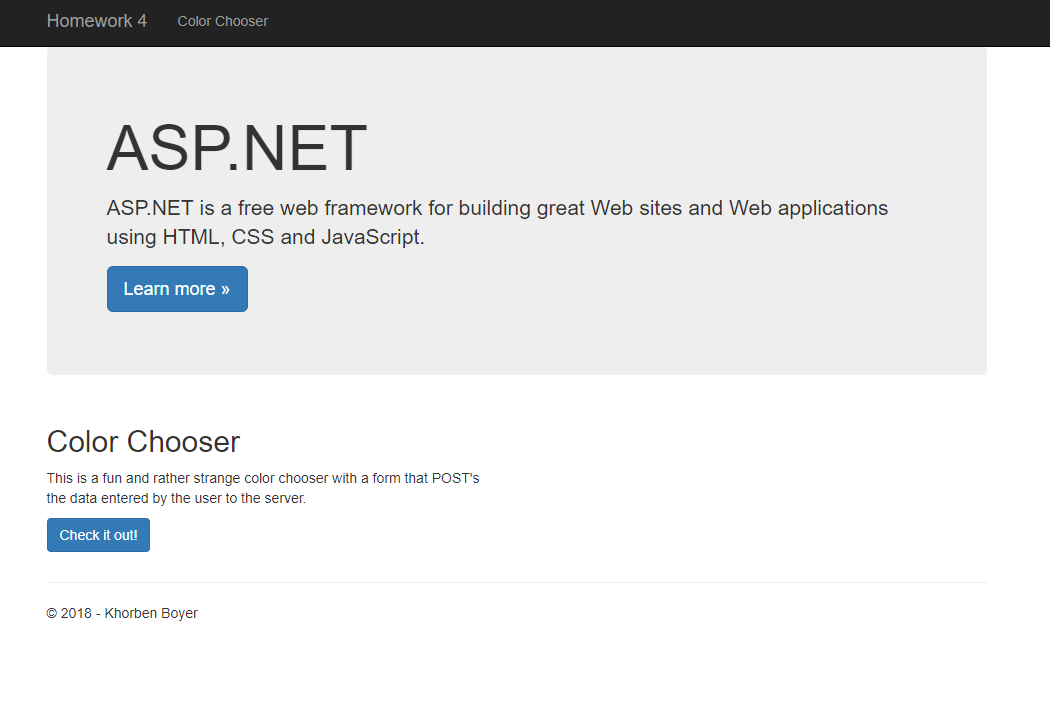 Homework 4 Color Chooser
ASP.NET
ASP.NET is a free web framework for building great Web sites and Web applications
using HTML, CSS and JavaScript.
Learn more »
Color Chooser
This is a fun and rather strange color chooser with a form that POST's
the data entered by the user to the server.
Check it out!
© 2018 - Khorben Boyer